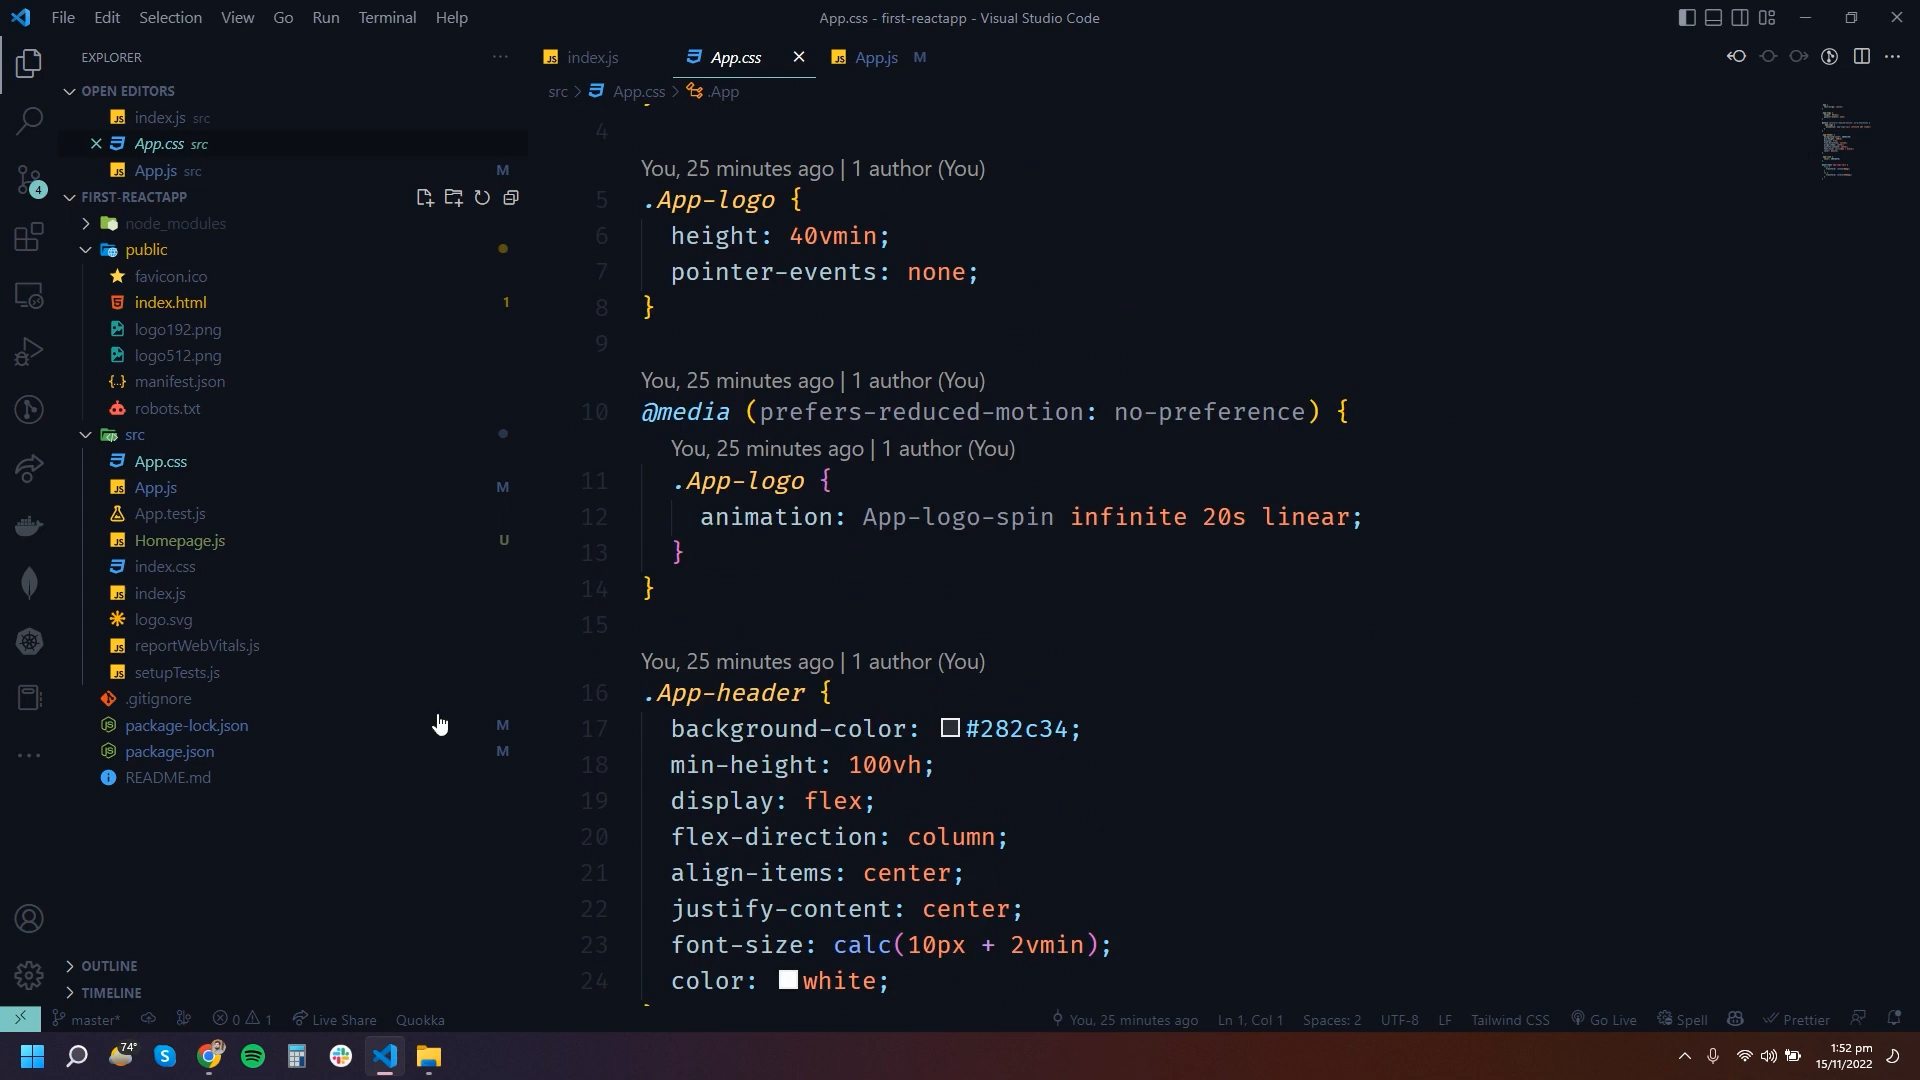 File Edit Selection View Go Run Terminal Help
App.css - first-reactapp - Visual Studio Code
EXPLORER
OPEN EDITORS
index.js src
App.css src
App.js src M
FIRST-REACTAPP
node_modules
public
favicon.ico
index.html 1
logo192.png
logo512.png
manifest.json
robots.txt
src
App.css
App.js M
App.test.js
Homepage.js U
index.css
index.js
logo.svg
reportWebVitals.js
setupTests.js
.gitignore
package-lock.json M
package.json M
README.md
OUTLINE
TIMELINE
4
index.js App.css App.js M
src > App.css > .App
4
You, 25 minutes ago | 1 author (You)
5 .App-logo {
6 height: 40vmin;
7 pointer-events: none;
8 }
9
You, 25 minutes ago | 1 author (You)
10 @media (prefers-reduced-motion: no-preference) {
You, 25 minutes ago | 1 author (You)
11 .App-logo {
12 animation: App-logo-spin infinite 20s linear;
13 }
14 }
15
You, 25 minutes ago | 1 author (You)
16 .App-header {
17 background-color: #282c34;
18 min-height: 100vh;
19 display: flex;
20 flex-direction: column;
21 align-items: center;
22 justify-content: center;
23 font-size: calc(10px + 2vmin);
24 color: white;
master* 0 1 Live Share Quokka You, 25 minutes ago Ln 1, Col 1 Spaces: 2 UTF-8 LF Tailwind CSS Go Live Spell Prettier
74°
1:52 pm
15/11/2022